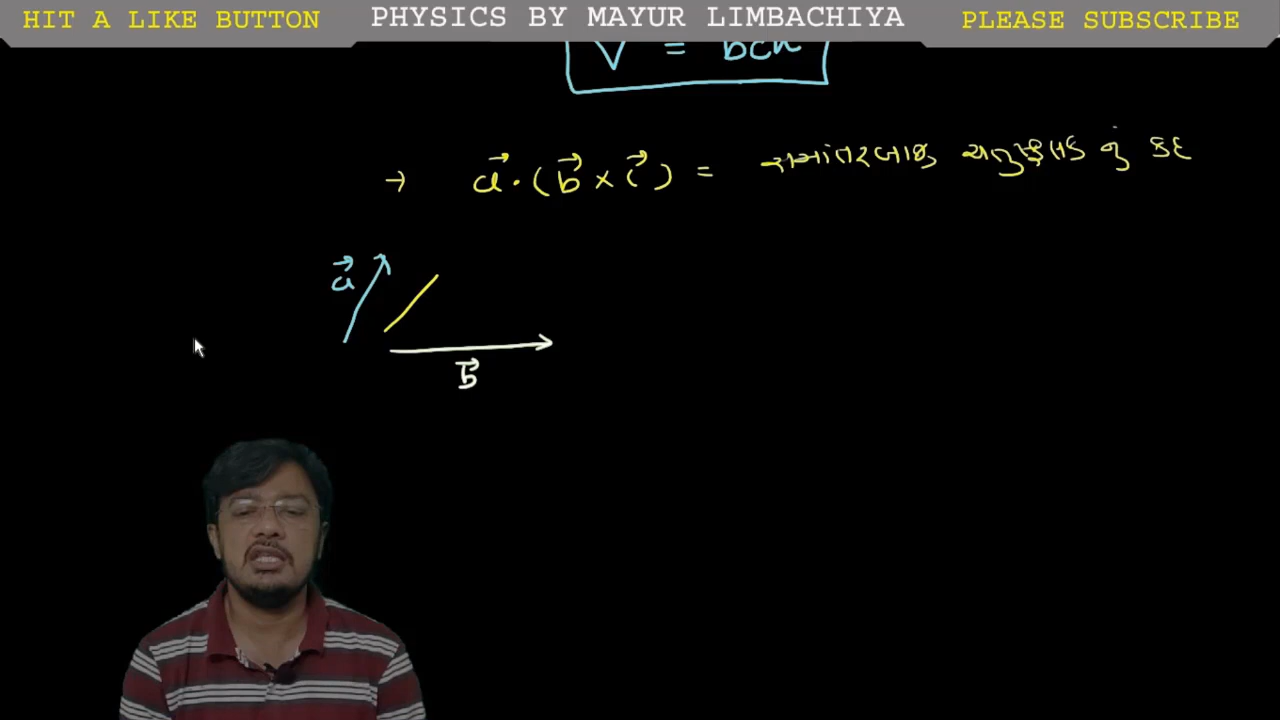 HIT A LIKE BUTTON PHYSICS BY MAYUR LIMBACHIYA PLEASE SUBSCRIBE
V = bch
→ a⃗ · ( b⃗ × c⃗ ) = સમાંતરબાજુ ચતુષ્ફલક નું કદ
a⃗
b⃗